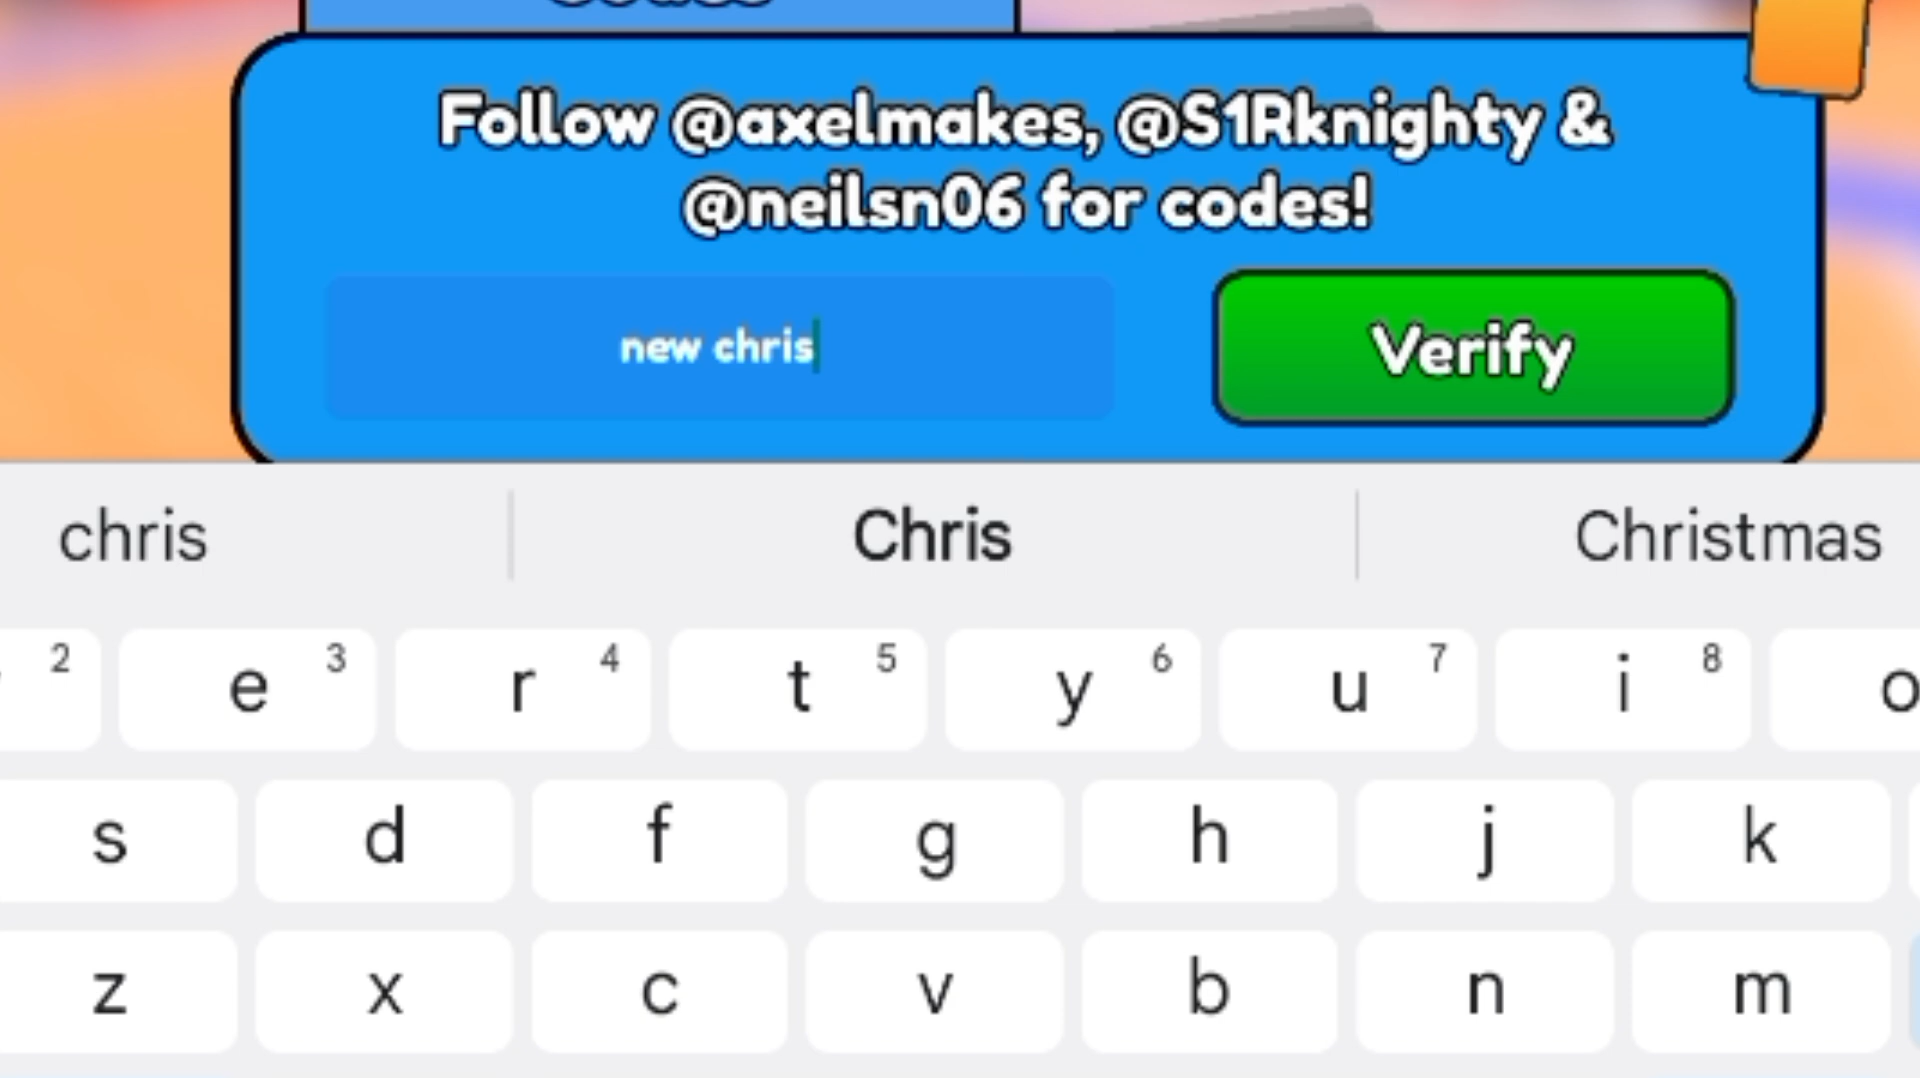 Codes
Follow @axelmakes, @S1Rknighty &
@neilsn06 for codes!
new chris
Verify
chris Chris Christmas
2 e 3 r 4 t 5 y 6 u 7 i 8 o
s d f g h j k
z x c v b n m